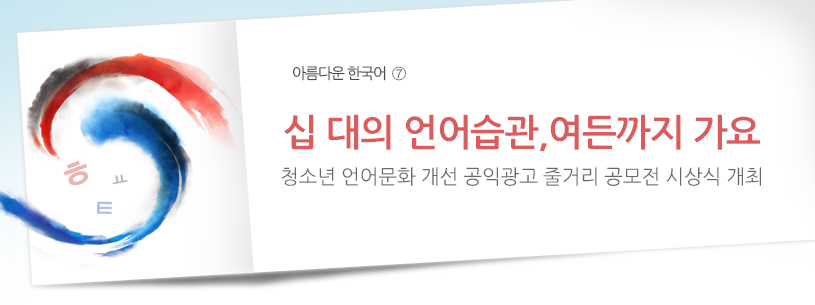 아름다운 한국어 ⑦
십 대의 언어습관,여든까지 가요
청소년 언어문화 개선 공익광고 줄거리 공모전 시상식 개최
ㅎ ㅛ
ㅌ